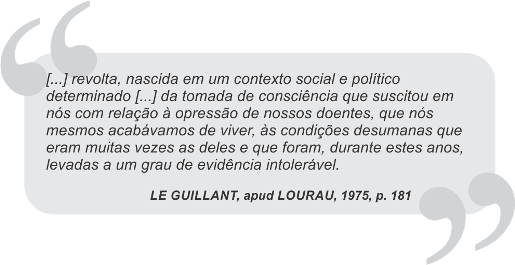 [...] revolta, nascida em um contexto social e político
determinado [...] da tomada de consciência que suscitou em
nós com relação à opressão de nossos doentes, que nós
mesmos acabávamos de viver, às condições desumanas que
eram muitas vezes as deles e que foram, durante estes anos,
levadas a um grau de evidência intolerável.
LE GUILLANT, apud LOURAU, 1975, p. 181